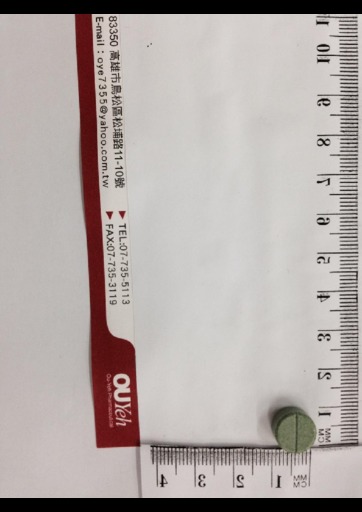 83350 高雄市鳥松區松埔路11-10號
E-mail：oye7355@yahoo.com.tw
▶ TEL:07-735-5113
▶ FAX:07-735-3119
OUYeh
Ou Yeh Pharmaceutical
10 9 8 7 6 5 4 3 2 1 MM
CM
4 3 2 1 MM
CM